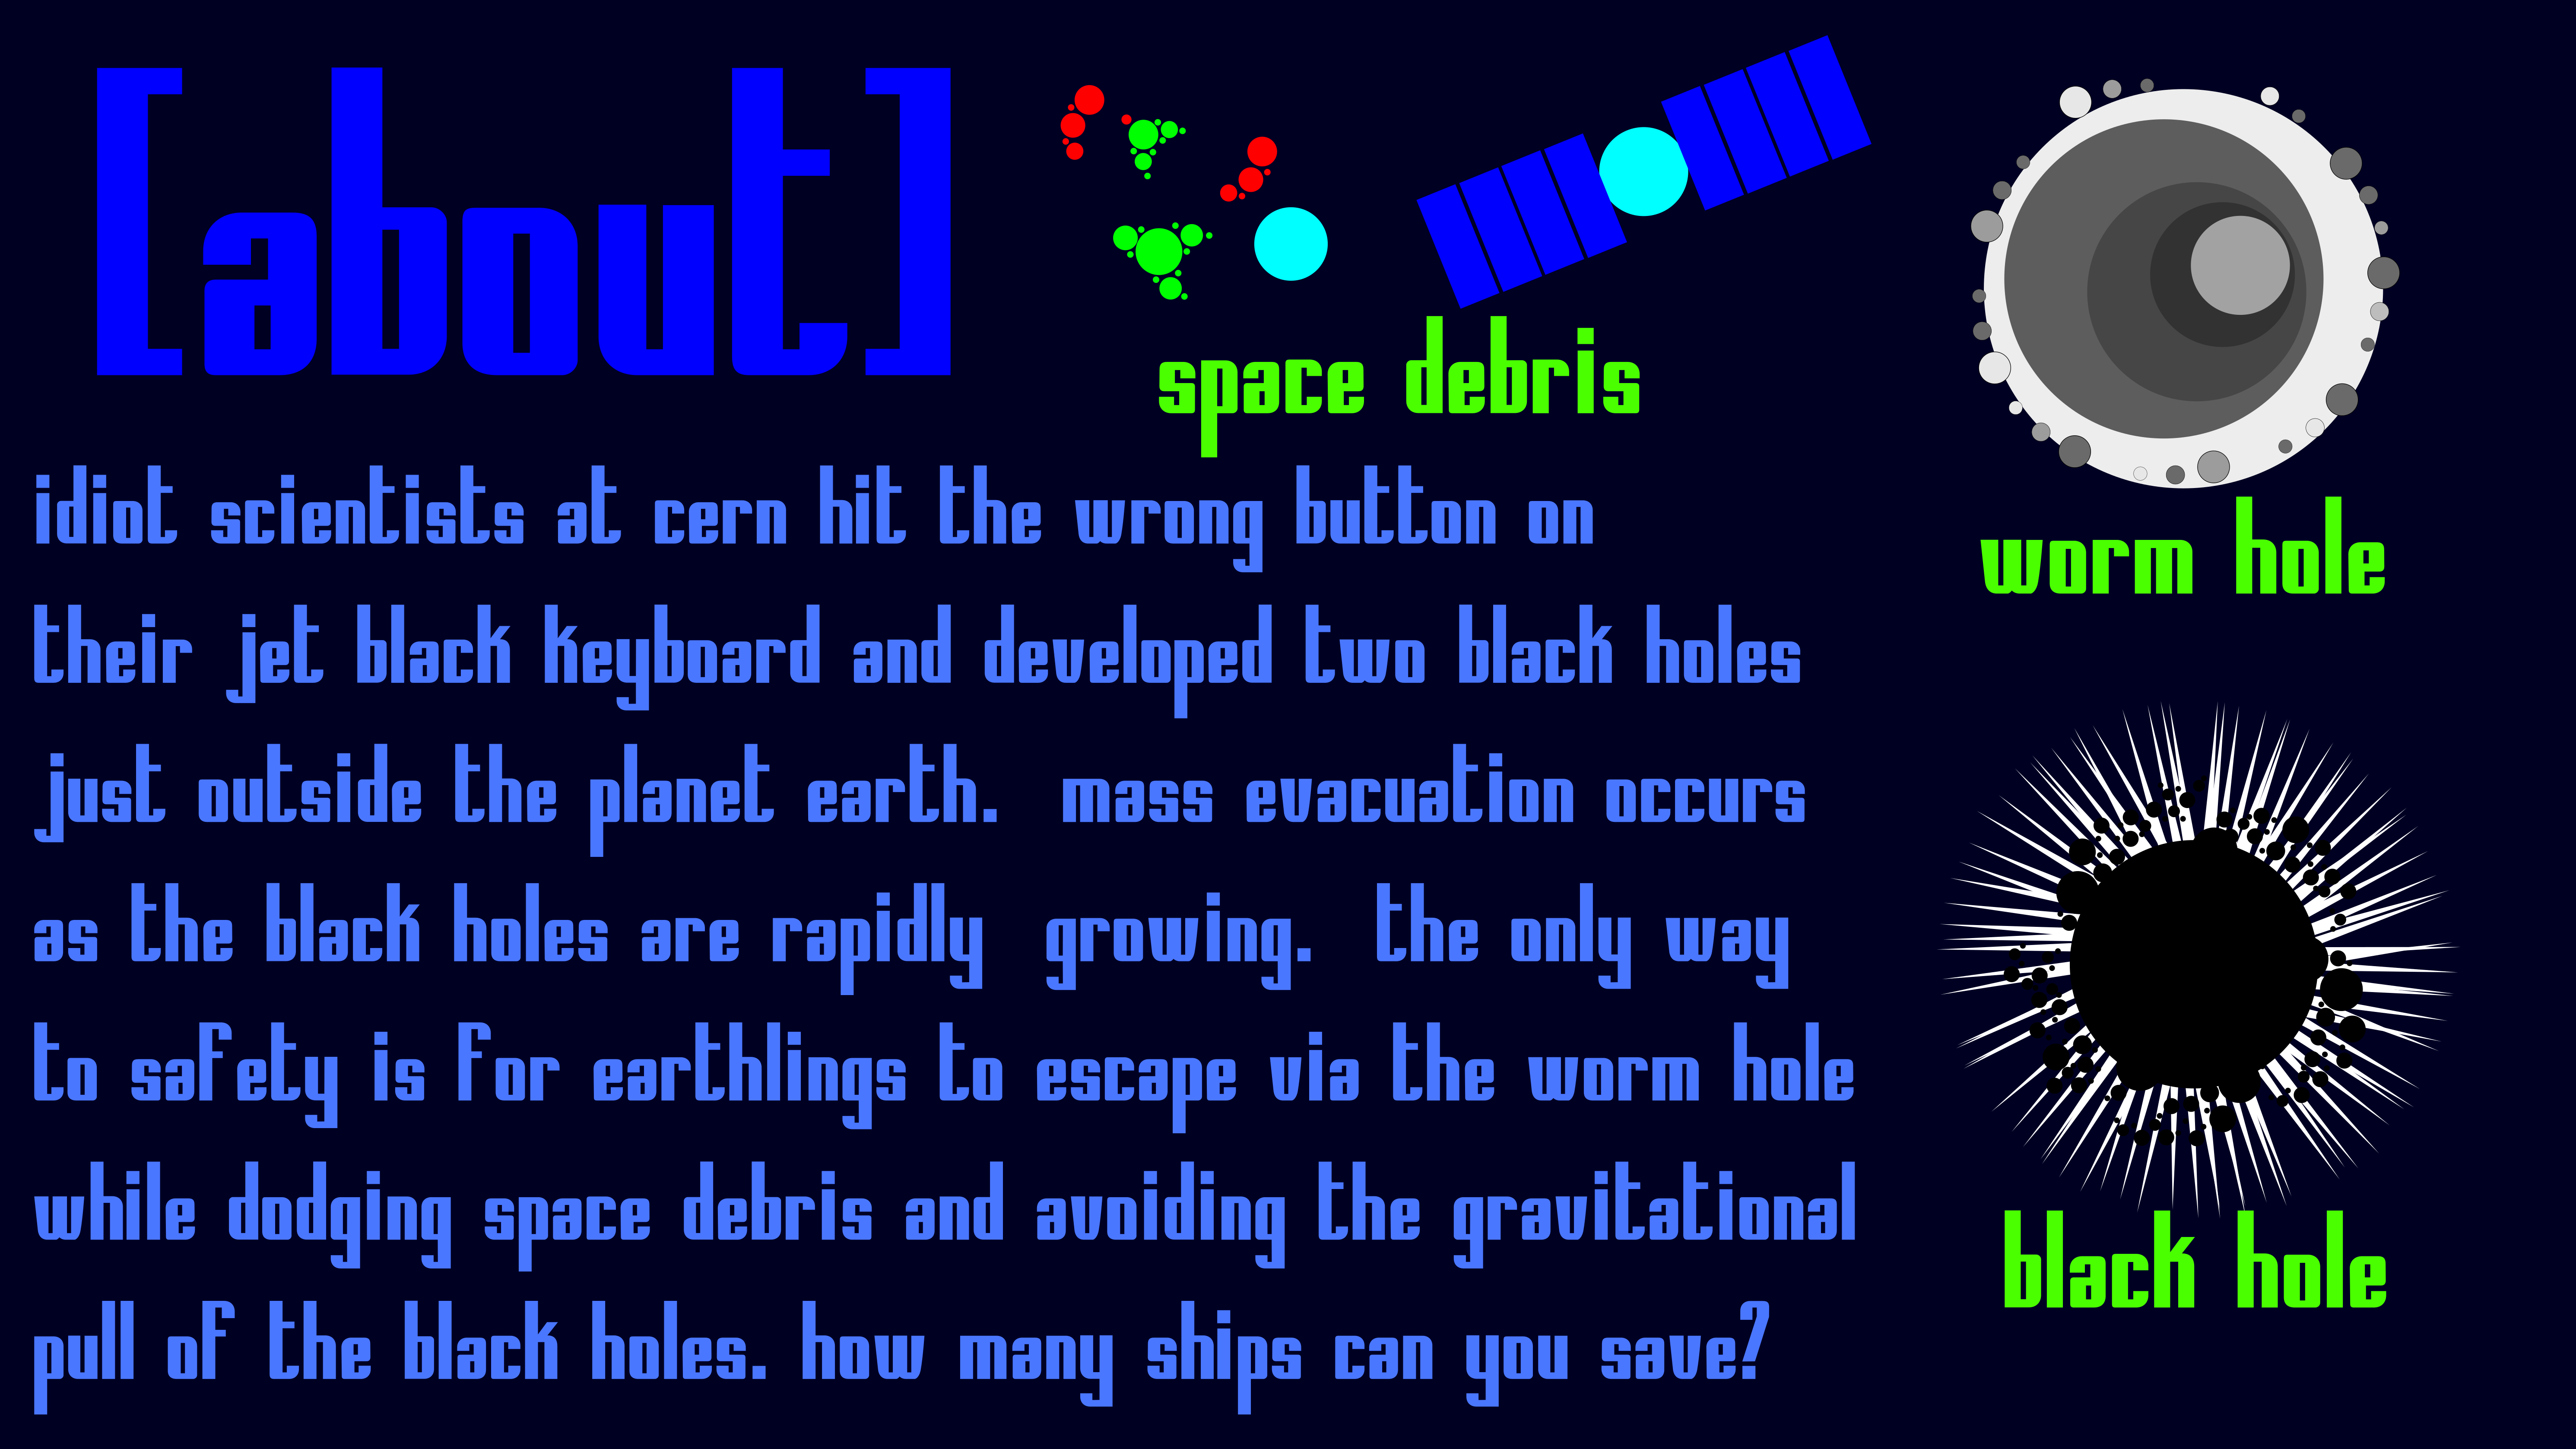 [about]
space debris
worm hole
idiot scientists at cern hit the wrong button on
their jet black keyboard and developed two black holes
just outside the planet earth.  mass evacuation occurs
as the black holes are rapidly  growing.  the only way
to safety is for earthlings to escape via the worm hole
while dodging space debris and avoiding the gravitational
pull of the black holes. how many ships can you save?
black hole